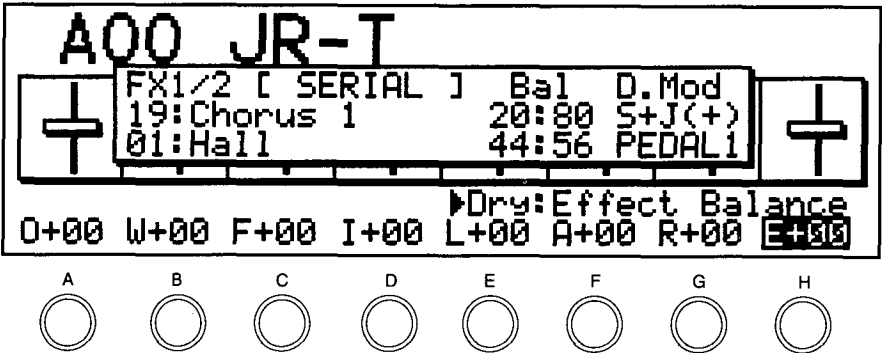 A00 JR-T
FX1/2 [ SERIAL ] Bal D.Mod
19:Chorus 1 20:80 S+J(+)
01:Hall 44:56 PEDAL1
▶Dry:Effect Balance
O+00 W+00 F+00 I+00 L+00 A+00 R+00 E+00
A B C D E F G H